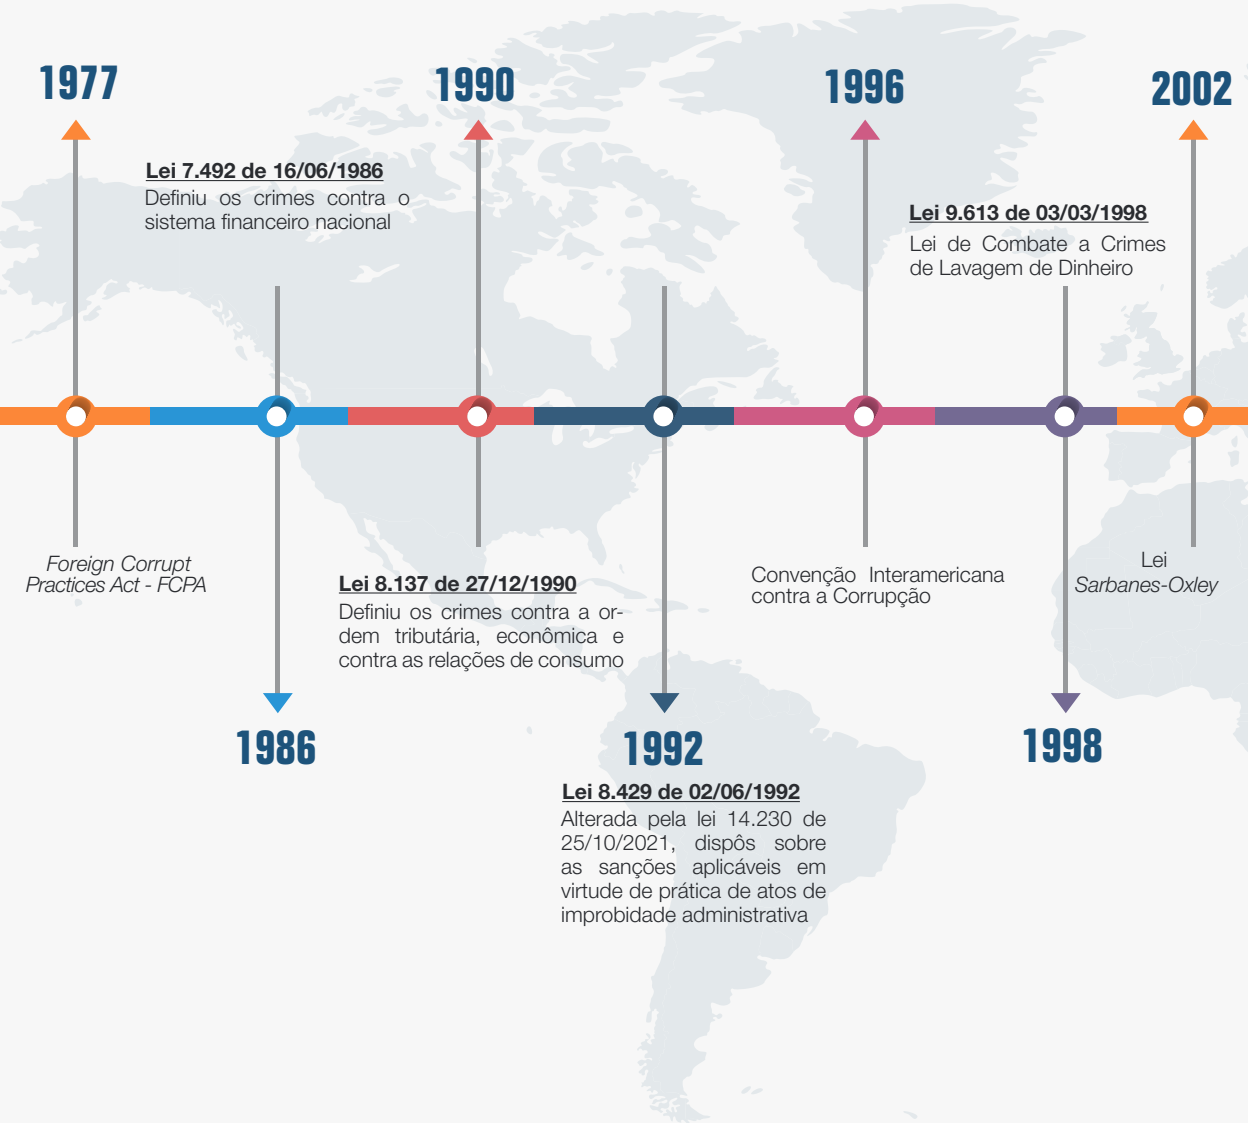 1977
Foreign Corrupt
Practices Act - FCPA
Lei 7.492 de 16/06/1986
Definiu os crimes contra o
sistema financeiro nacional
1986
1990
Lei 8.137 de 27/12/1990
Definiu os crimes contra a or-
dem tributária, econômica e
contra as relações de consumo
1992
Lei 8.429 de 02/06/1992
Alterada pela lei 14.230 de
25/10/2021, dispôs sobre
as sanções aplicáveis em
virtude de prática de atos de
improbidade administrativa
1996
Convenção Interamericana
contra a Corrupção
Lei 9.613 de 03/03/1998
Lei de Combate a Crimes
de Lavagem de Dinheiro
1998
2002
Lei
Sarbanes-Oxley